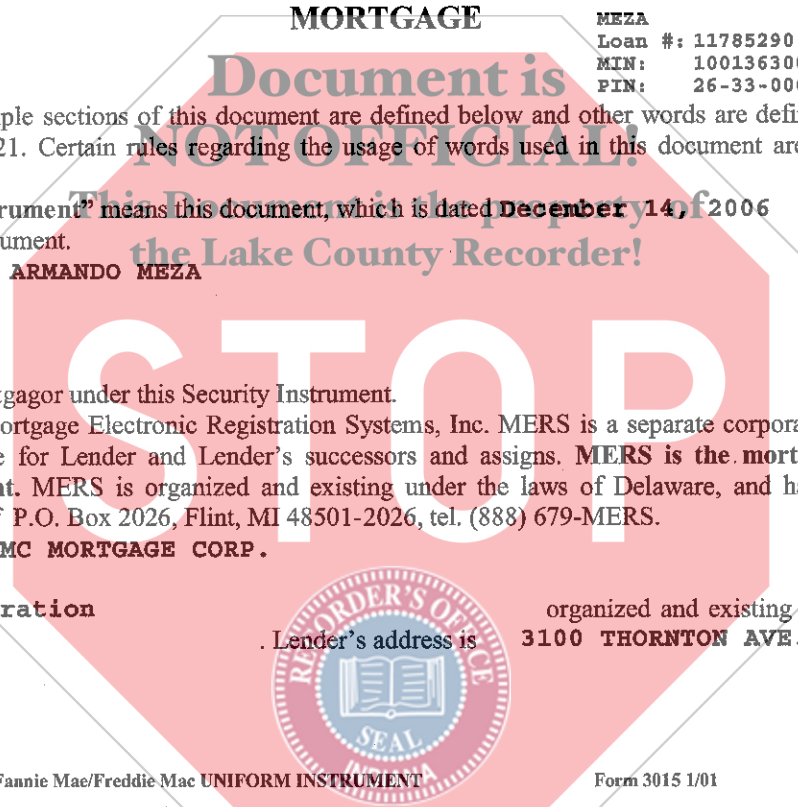 MORTGAGE
MEZA
Loan #: 11785290
MIN: 100136300
PIN: 26-33-000
Document is
ple sections of this document are defined below and other words are defi
NOT OFFICIAL!
21. Certain rules regarding the usage of words used in this document are
This Document is the property of
rument” means this document, which is dated December 14, 2006
ument.
the Lake County Recorder!
ARMANDO MEZA
STOP
tgagor under this Security Instrument.
ortgage Electronic Registration Systems, Inc. MERS is a separate corpora
e for Lender and Lender’s successors and assigns. MERS is the mort
nt. MERS is organized and existing under the laws of Delaware, and h
f P.O. Box 2026, Flint, MI 48501-2026, tel. (888) 679-MERS.
MC MORTGAGE CORP.
ration organized and existing
. Lender’s address is 3100 THORNTON AVE.
RECORDER'S OFFICE
SEAL
INDIANA
Fannie Mae/Freddie Mac UNIFORM INSTRUMENT Form 3015 1/01